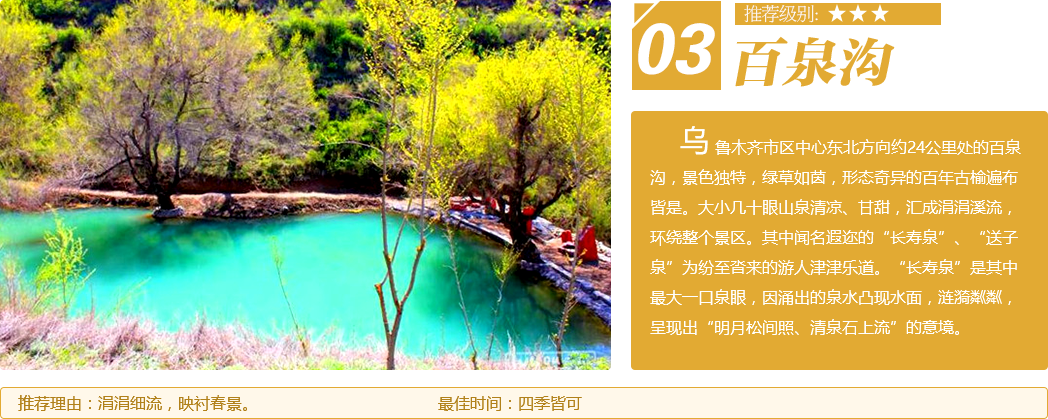 03
推荐级别: ★★★
百泉沟
乌鲁木齐市区中心东北方向约24公里处的百泉
沟，景色独特，绿草如茵，形态奇异的百年古榆遍布
皆是。大小几十眼山泉清凉、甘甜，汇成涓涓溪流，
环绕整个景区。其中闻名遐迩的“长寿泉”、“送子
泉”为纷至沓来的游人津津乐道。“长寿泉”是其中
最大一口泉眼，因涌出的泉水凸现水面，涟漪粼粼，
呈现出“明月松间照、清泉石上流”的意境。
推荐理由：涓涓细流，映衬春景。
最佳时间：四季皆可